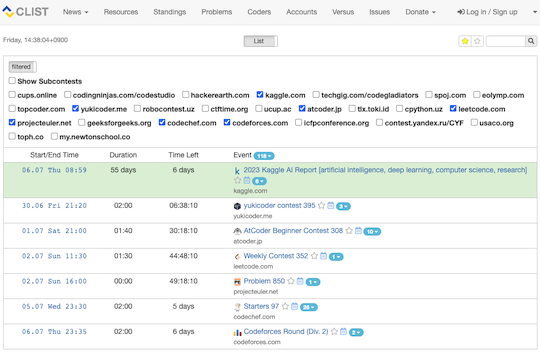 CLIST News Resources Standings Problems Coders Accounts Versus Issues Donate Log in / Sign up
Friday, 14:38:04+0900 List
filtered
Show Subcontests
cups.online codingninjas.com/codestudio hackerearth.com kaggle.com techgig.com/codegladiators spoj.com eolymp.com
topcoder.com yukicoder.me robocontest.uz ctftime.org ucup.ac atcoder.jp tlx.toki.id cpython.uz leetcode.com
projecteuler.net geeksforgeeks.org codechef.com codeforces.com icfpconference.org contest.yandex.ru/CYF usaco.org
toph.co my.newtonschool.co
Start/End Time Duration Time Left Event 118
06.07 Thu 08:59 55 days 6 days 2023 Kaggle AI Report [artificial intelligence, deep learning, computer science, research]
6
kaggle.com
30.06 Fri 21:20 02:00 06:38:10 yukicoder contest 395 3
yukicoder.me
01.07 Sat 21:00 01:40 30:18:10 AtCoder Beginner Contest 308 10
atcoder.jp
02.07 Sun 11:30 01:30 44:48:10 Weekly Contest 352 1
leetcode.com
02.07 Sun 16:00 00:00 49:18:10 Problem 850 1
projecteuler.net
05.07 Wed 23:30 02:00 5 days Starters 97 26
codechef.com
06.07 Thu 23:35 02:00 6 days Codeforces Round (Div. 2) 2
codeforces.com